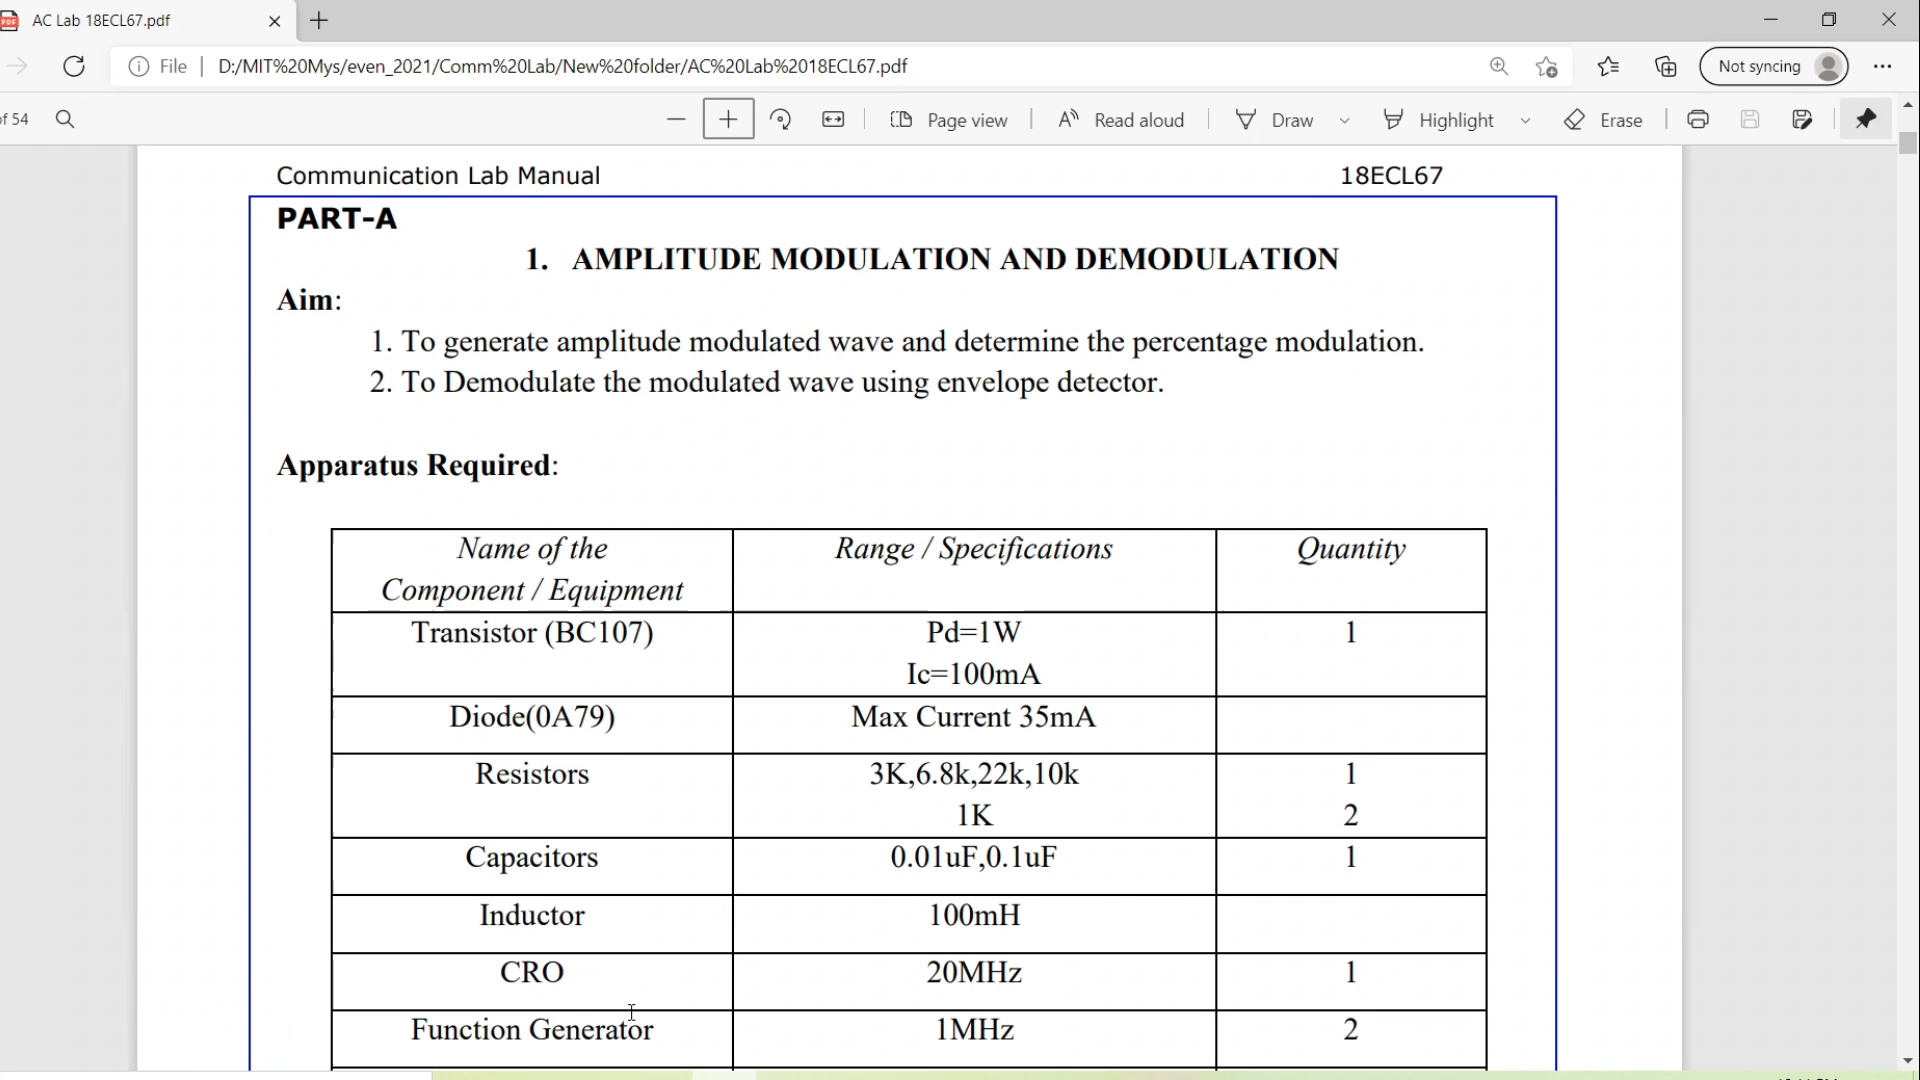 AC Lab 18ECL67.pdf
File D:/MIT%20Mys/even_2021/Comm%20Lab/New%20folder/AC%20Lab%2018ECL67.pdf Not syncing
of 54 Page view Read aloud Draw Highlight Erase
Communication Lab Manual 18ECL67
PART-A
1. AMPLITUDE MODULATION AND DEMODULATION
Aim:
1. To generate amplitude modulated wave and determine the percentage modulation.
2. To Demodulate the modulated wave using envelope detector.
Apparatus Required:
Name of the Range / Specifications Quantity
Component / Equipment
Transistor (BC107) Pd=1W 1
Ic=100mA
Diode(0A79) Max Current 35mA
Resistors 3K,6.8k,22k,10k 1
1K 2
Capacitors 0.01uF,0.1uF 1
Inductor 100mH
CRO 20MHz 1
Function Generator 1MHz 2